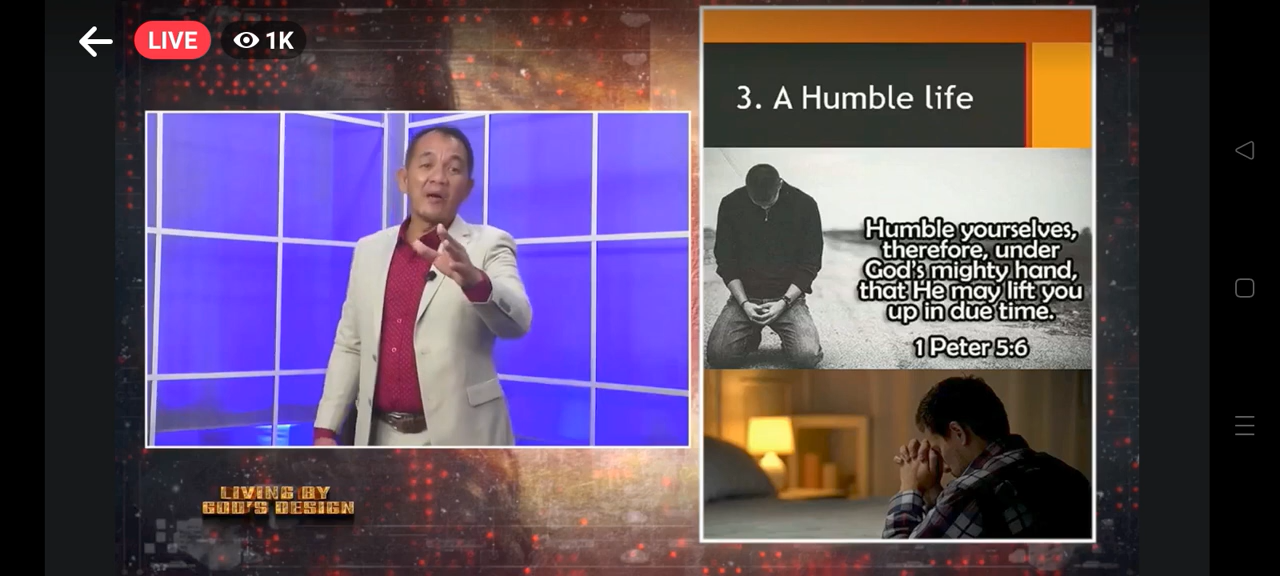 LIVE
1K
3. A Humble life
Humble yourselves,
therefore, under
God's mighty hand,
that He may lift you
up in due time.
1 Peter 5:6
LIVING BY
GOD'S DESIGN